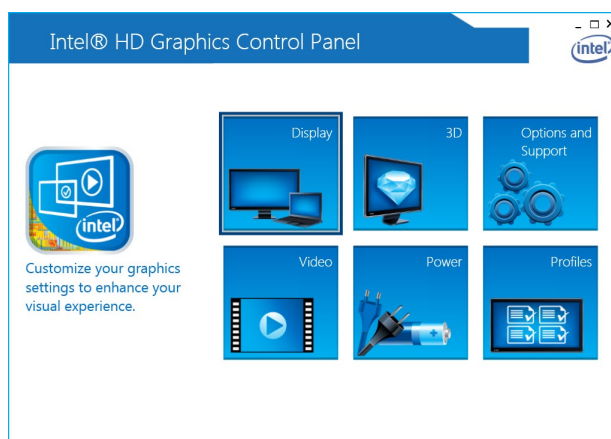 Intel® HD Graphics Control Panel
intel
Display
3D
Options and
Support
intel
Customize your graphics
settings to enhance your
visual experience.
Video
Power
Profiles